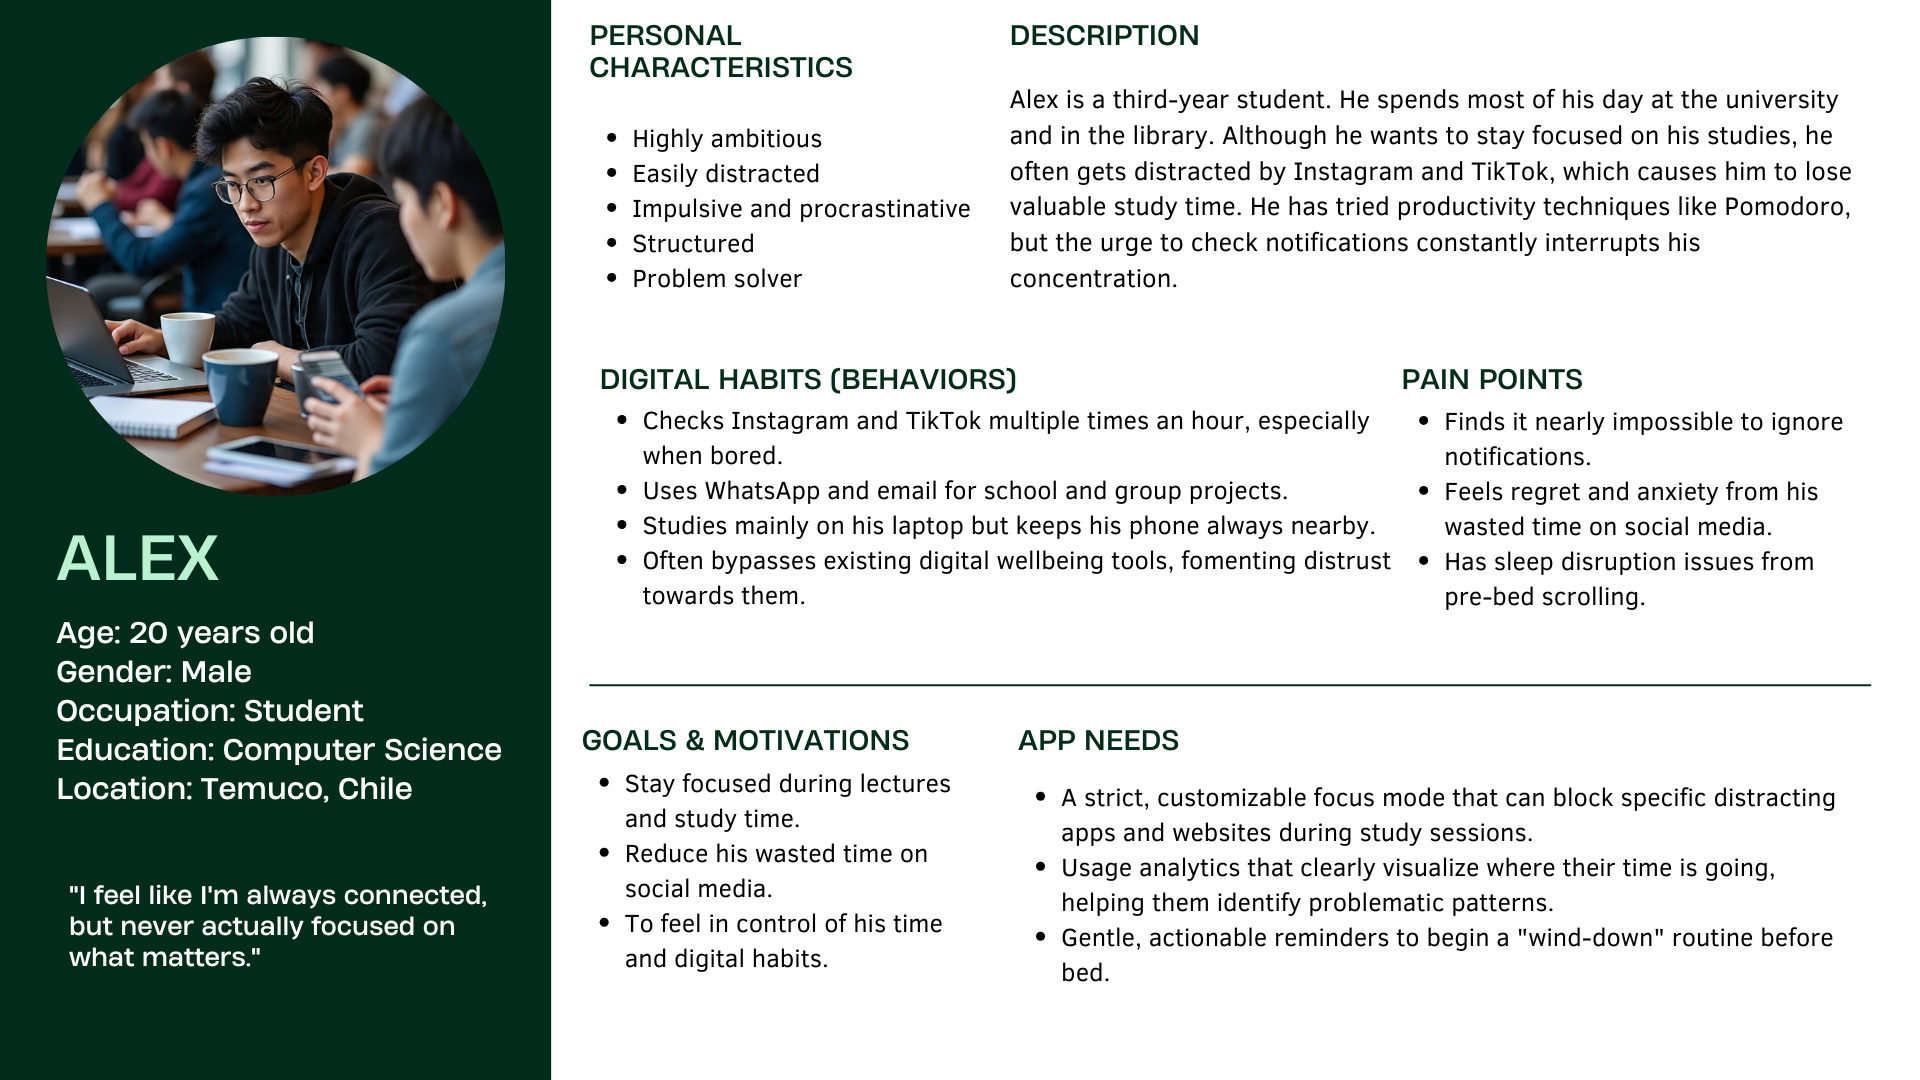 ALEX
Age: 20 years old
Gender: Male
Occupation: Student
Education: Computer Science
Location: Temuco, Chile
"I feel like I'm always connected,
but never actually focused on
what matters."
PERSONAL
CHARACTERISTICS
• Highly ambitious
• Easily distracted
• Impulsive and procrastinative
• Structured
• Problem solver
DESCRIPTION
Alex is a third-year student. He spends most of his day at the university
and in the library. Although he wants to stay focused on his studies, he
often gets distracted by Instagram and TikTok, which causes him to lose
valuable study time. He has tried productivity techniques like Pomodoro,
but the urge to check notifications constantly interrupts his
concentration.
DIGITAL HABITS (BEHAVIORS)
• Checks Instagram and TikTok multiple times an hour, especially
when bored.
• Uses WhatsApp and email for school and group projects.
• Studies mainly on his laptop but keeps his phone always nearby.
• Often bypasses existing digital wellbeing tools, fomenting distrust
towards them.
PAIN POINTS
• Finds it nearly impossible to ignore
notifications.
• Feels regret and anxiety from his
wasted time on social media.
• Has sleep disruption issues from
pre-bed scrolling.
GOALS & MOTIVATIONS
• Stay focused during lectures
and study time.
• Reduce his wasted time on
social media.
• To feel in control of his time
and digital habits.
APP NEEDS
• A strict, customizable focus mode that can block specific distracting
apps and websites during study sessions.
• Usage analytics that clearly visualize where their time is going,
helping them identify problematic patterns.
• Gentle, actionable reminders to begin a "wind-down" routine before
bed.